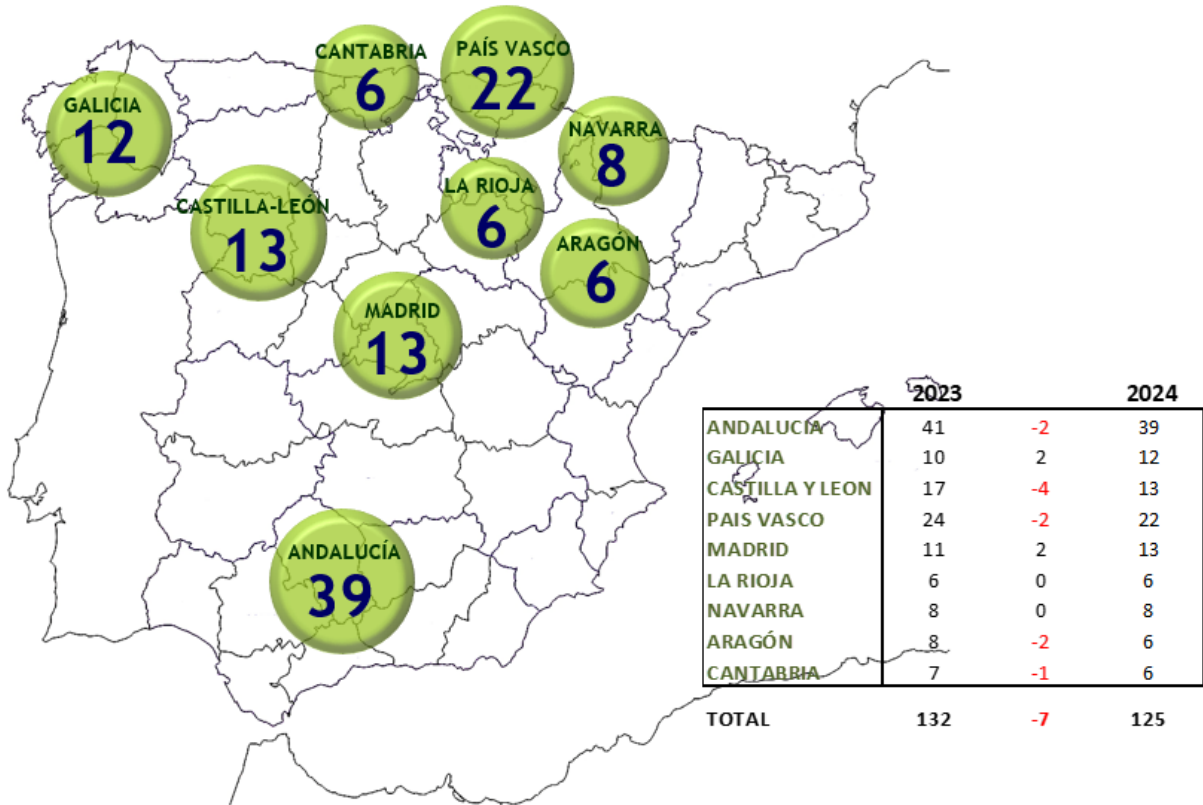 CANTABRIA
6
PAÍS VASCO
22
GALICIA
12
NAVARRA
8
LA RIOJA
6
CASTILLA-LEÓN
13
ARAGÓN
6
MADRID
13
ANDALUCÍA
39
2023 2024
ANDALUCIA 41 -2 39
GALICIA 10 2 12
CASTILLA Y LEON 17 -4 13
PAIS VASCO 24 -2 22
MADRID 11 2 13
LA RIOJA 6 0 6
NAVARRA 8 0 8
ARAGÓN 8 -2 6
CANTABRIA 7 -1 6
TOTAL 132 -7 125